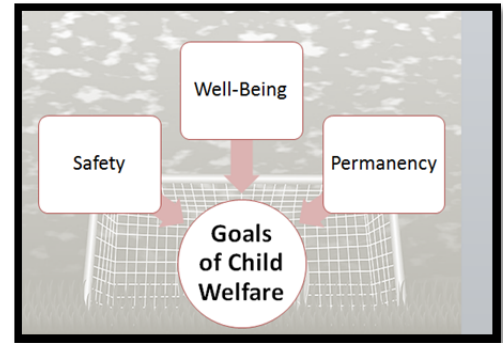 Well-Being
Safety
Permanency
Goals
of Child
Welfare